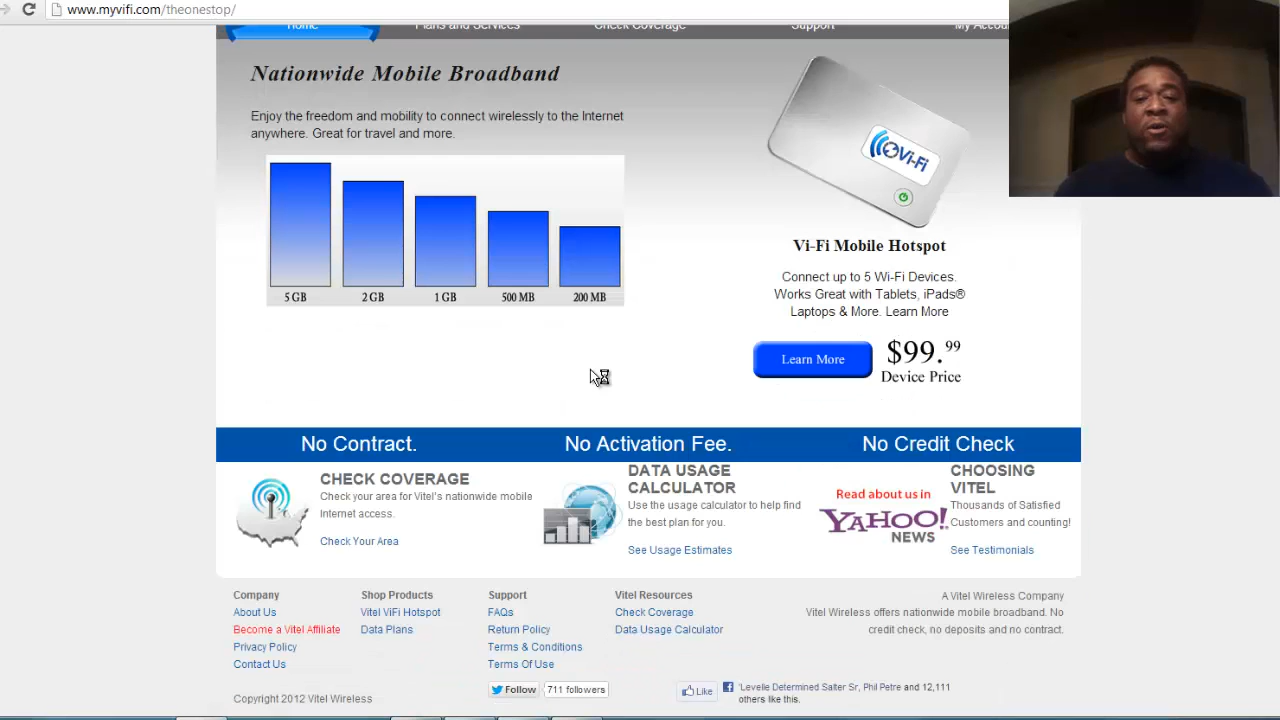 www.myvifi.com/theonestop/
Home Plans and Services Check Coverage Support My Accou
Nationwide Mobile Broadband
Enjoy the freedom and mobility to connect wirelessly to the Internet
anywhere. Great for travel and more.
5 GB 2 GB 1 GB 500 MB 200 MB
Vi-Fi
Vi-Fi Mobile Hotspot
Connect up to 5 Wi-Fi Devices.
Works Great with Tablets, iPads®
Laptops & More. Learn More
Learn More
$99.99
Device Price
No Contract. No Activation Fee. No Credit Check
CHECK COVERAGE
Check your area for Vitel's nationwide mobile
Internet access.
Check Your Area
DATA USAGE
CALCULATOR
Use the usage calculator to help find
the best plan for you.
See Usage Estimates
Read about us in
YAHOO!
NEWS
CHOOSING
VITEL
Thousands of Satisfied
Customers and counting!
See Testimonials
Company
About Us
Become a Vitel Affiliate
Privacy Policy
Contact Us
Shop Products
Vitel ViFi Hotspot
Data Plans
Support
FAQs
Return Policy
Terms & Conditions
Terms Of Use
Vitel Resources
Check Coverage
Data Usage Calculator
A Vitel Wireless Company
Vitel Wireless offers nationwide mobile broadband. No
credit check, no deposits and no contract.
Copyright 2012 Vitel Wireless
Follow 711 followers
Like
'Levelle Determined Salter Sr, Phil Petre and 12,111
others like this.